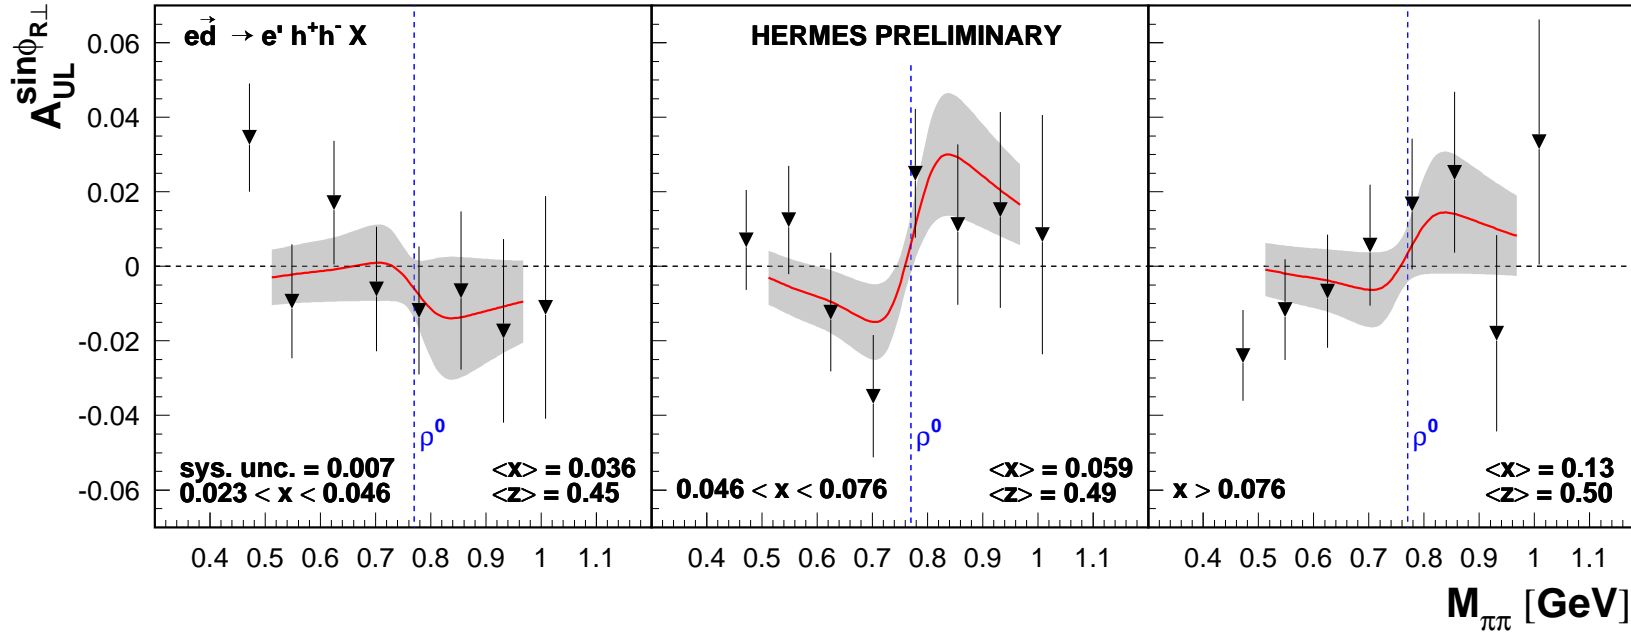 A_UL^sinϕ_R⊥
ed⃗ → e' h⁺h⁻ X
HERMES PRELIMINARY
0.06
0.04
0.02
0
-0.02
-0.04
-0.06
ρ⁰
ρ⁰
ρ⁰
sys. unc. = 0.007
0.023 < x < 0.046
<x> = 0.036
<z> = 0.45
0.046 < x < 0.076
<x> = 0.059
<z> = 0.49
x > 0.076
<x> = 0.13
<z> = 0.50
0.4 0.5 0.6 0.7 0.8 0.9 1 1.1
0.4 0.5 0.6 0.7 0.8 0.9 1 1.1
0.4 0.5 0.6 0.7 0.8 0.9 1 1.1
M_ππ [GeV]